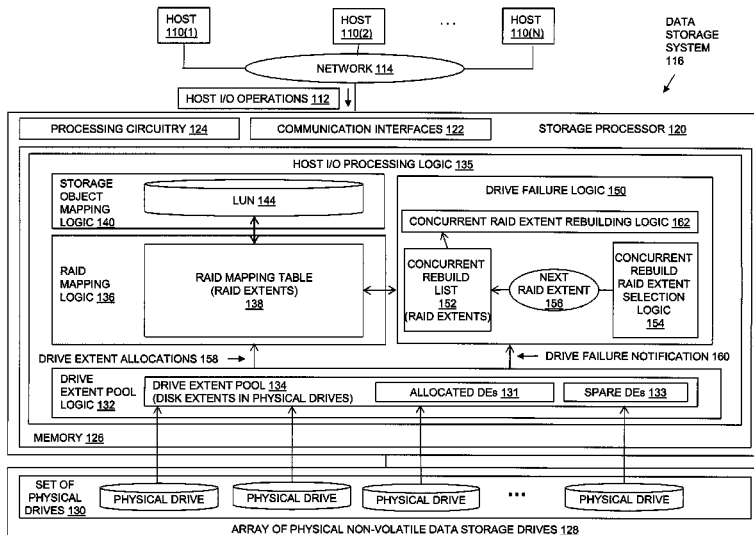 HOST
110(1)
HOST
110(2)
...
HOST
110(N)
DATA
STORAGE
SYSTEM
116
NETWORK 114
HOST I/O OPERATIONS 112
PROCESSING CIRCUITRY 124
COMMUNICATION INTERFACES 122
STORAGE PROCESSOR 120
HOST I/O PROCESSING LOGIC 135
STORAGE
OBJECT
MAPPING
LOGIC 140
LUN 144
DRIVE FAILURE LOGIC 150
CONCURRENT RAID EXTENT REBUILDING LOGIC 162
RAID
MAPPING
LOGIC 136
RAID MAPPING TABLE
(RAID EXTENTS)
138
CONCURRENT
REBUILD
LIST
152
(RAID EXTENTS)
NEXT
RAID EXTENT
156
CONCURRENT
REBUILD
RAID EXTENT
SELECTION
LOGIC
154
DRIVE EXTENT ALLOCATIONS 158
DRIVE FAILURE NOTIFICATION 160
DRIVE
EXTENT POOL
LOGIC
132
DRIVE EXTENT POOL 134
(DISK EXTENTS IN PHYSICAL DRIVES)
ALLOCATED DEs 131
SPARE DEs 133
MEMORY 126
SET OF
PHYSICAL
DRIVES 130
PHYSICAL DRIVE
PHYSICAL DRIVE
PHYSICAL DRIVE
...
PHYSICAL DRIVE
ARRAY OF PHYSICAL NON-VOLATILE DATA STORAGE DRIVES 128